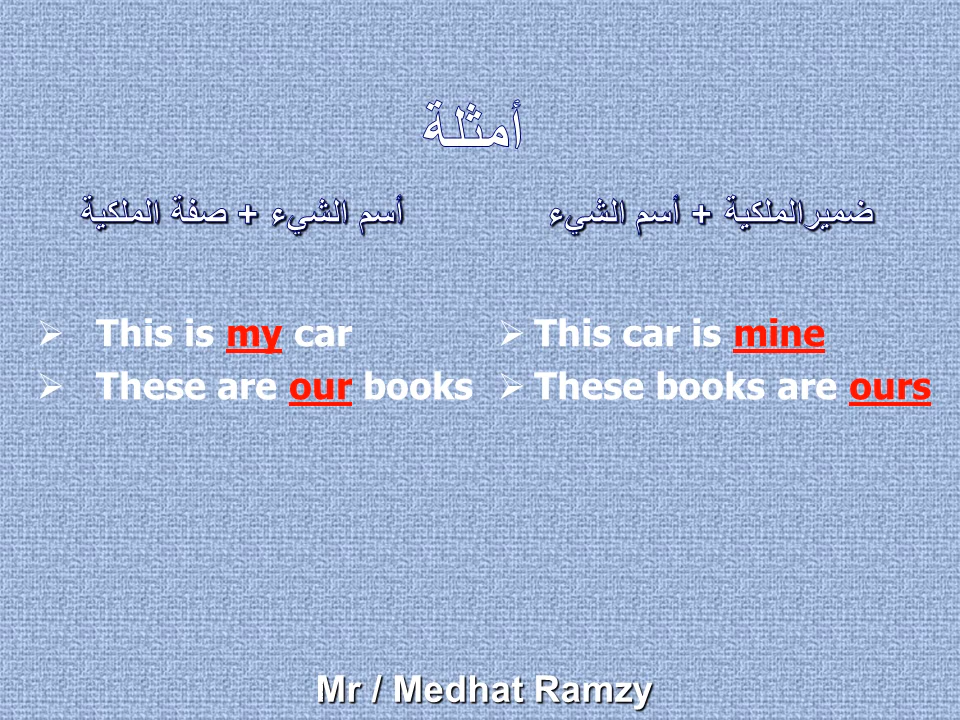 أمثلة
أسم الشيء + صفة الملكية
This is my car
These are our books
ضميرالملكية + أسم الشيء
This car is mine
These books are ours
Mr / Medhat Ramzy